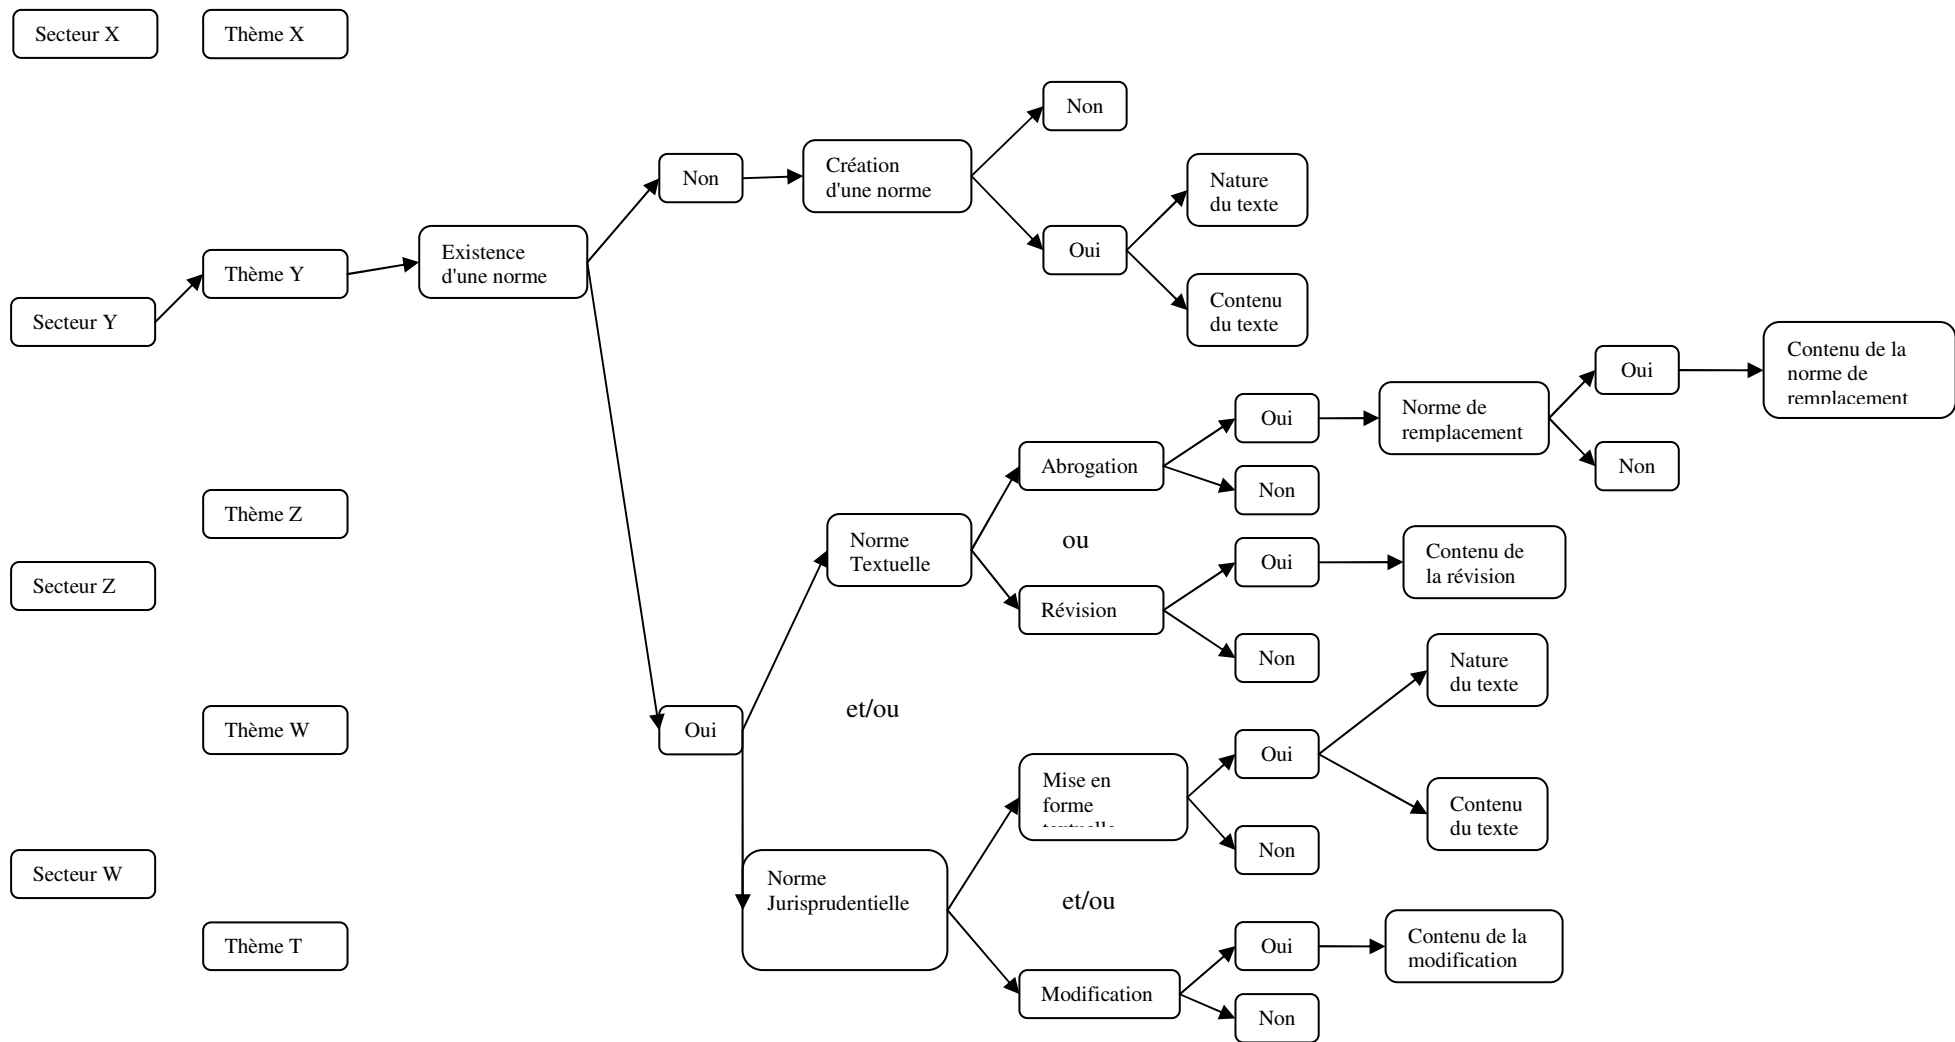 Secteur X
Thème X
Non
Création
d'une norme
Non
Nature
du texte
Existence
d'une norme
Oui
Thème Y
Contenu
du texte
Secteur Y
Oui
Contenu de la
norme de
remplacement
Norme de
remplacement
Oui
Abrogation
Non
Non
Thème Z
Norme
Textuelle
ou
Contenu de
la révision
Oui
Secteur Z
Révision
Non
Nature
du texte
et/ou
Thème W
Oui
Oui
Mise en
forme
Contenu
du texte
Non
Secteur W
Norme
Jurisprudentielle
et/ou
Thème T
Oui
Contenu de la
modification
Modification
Non